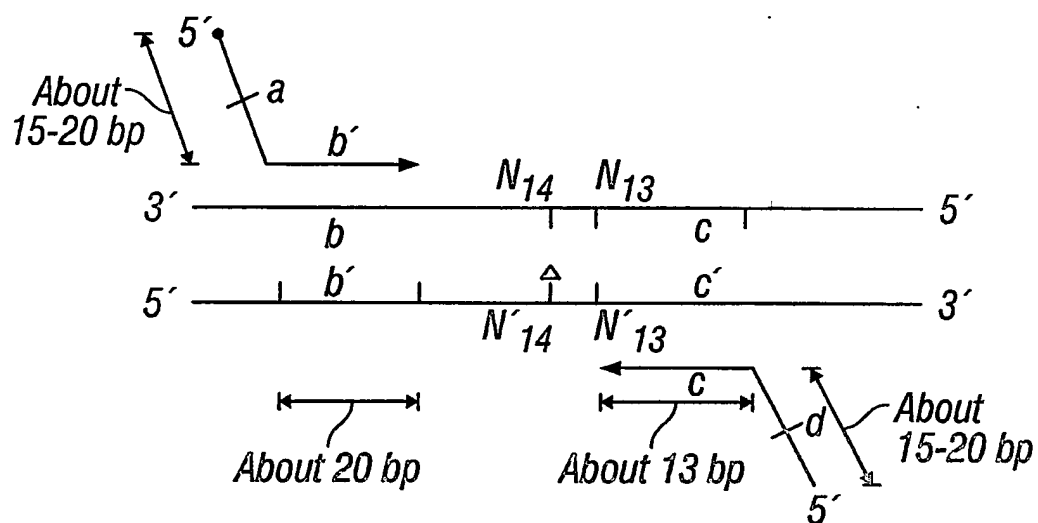 5´
a
About
15-20 bp
b´
N14 N13
3´ 5´
b c
b´ c´
5´ 3´
N´14 N´13
c
d
About
15-20 bp
About 20 bp About 13 bp
5´